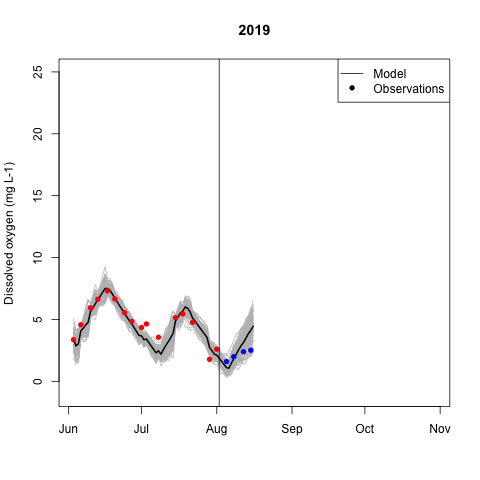 2019
Dissolved oxygen (mg L-1)
25
20
15
10
5
0
Model
Observations
Jun Jul Aug Sep Oct Nov